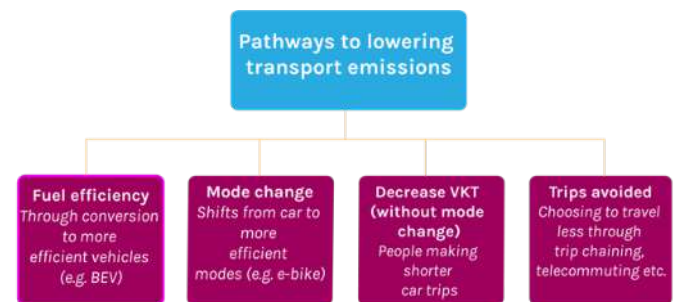 Pathways to lowering
transport emissions
Fuel efficiency
Through conversion
to more
efficient vehicles
(e.g. BEV)
Mode change
Shifts from car to
more
efficient
modes (e.g. e-bike)
Decrease VKT
(without mode
change)
People making
shorter
car trips
Trips avoided
Choosing to travel
less through
trip chaining,
telecommuting etc.